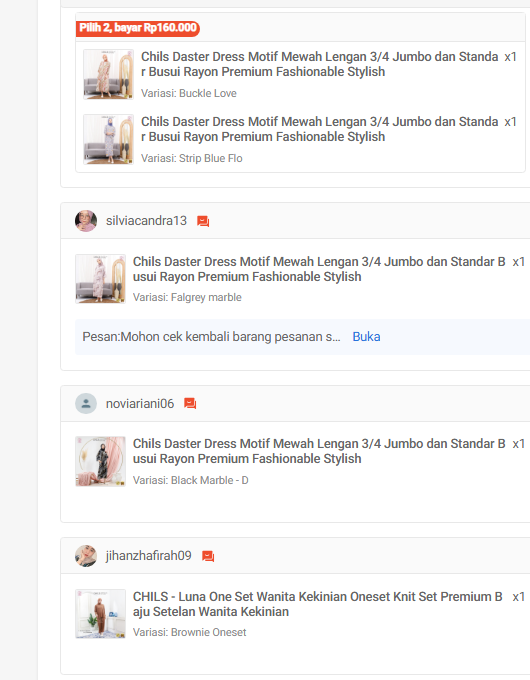 Pilih 2, bayar Rp160.000
Chils Daster Dress Motif Mewah Lengan 3/4 Jumbo dan Standa x1
r Busui Rayon Premium Fashionable Stylish
Variasi: Buckle Love
Chils Daster Dress Motif Mewah Lengan 3/4 Jumbo dan Standa x1
r Busui Rayon Premium Fashionable Stylish
Variasi: Strip Blue Flo
silviacandra13
Chils Daster Dress Motif Mewah Lengan 3/4 Jumbo dan Standar B x1
usui Rayon Premium Fashionable Stylish
Variasi: Falgrey marble
Pesan:Mohon cek kembali barang pesanan s... Buka
noviariani06
Chils Daster Dress Motif Mewah Lengan 3/4 Jumbo dan Standar B x1
usui Rayon Premium Fashionable Stylish
Variasi: Black Marble - D
jihanzhafirah09
CHILS - Luna One Set Wanita Kekinian Oneset Knit Set Premium B x1
aju Setelan Wanita Kekinian
Variasi: Brownie Oneset